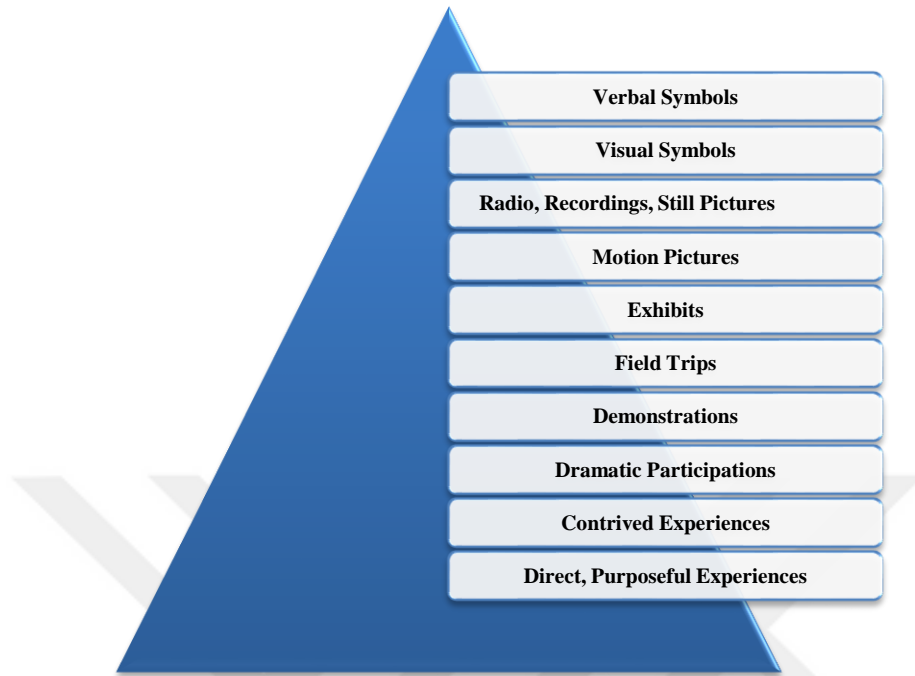 Verbal Symbols
Visual Symbols
Radio, Recordings, Still Pictures
Motion Pictures
Exhibits
Field Trips
Demonstrations
Dramatic Participations
Contrived Experiences
Direct, Purposeful Experiences